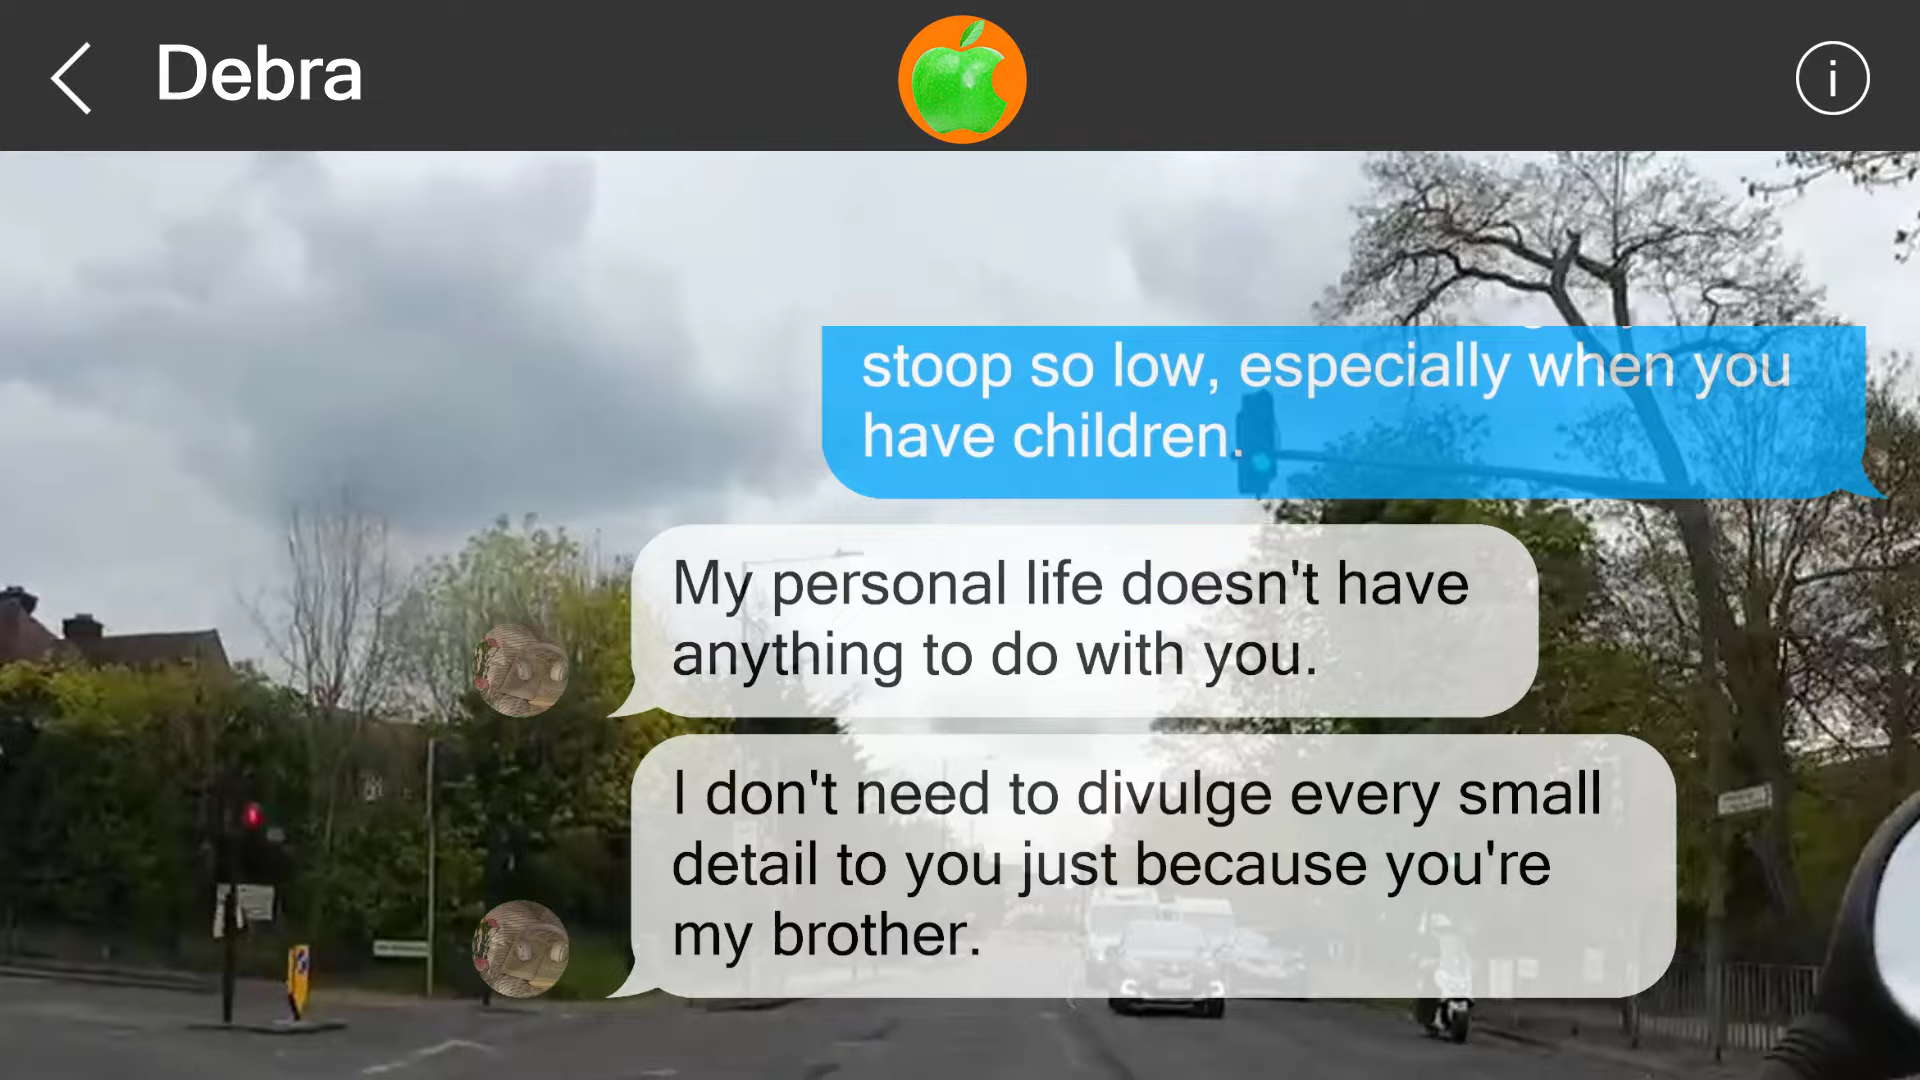 Debra
stoop so low, especially when you
have children.
My personal life doesn't have
anything to do with you.
I don't need to divulge every small
detail to you just because you're
my brother.